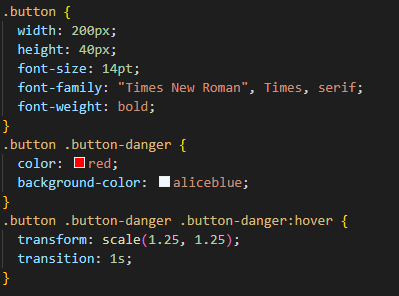 .button {
width: 200px;
height: 40px;
font-size: 14pt;
font-family: "Times New Roman", Times, serif;
font-weight: bold;
}
.button .button-danger {
color: red;
background-color: aliceblue;
}
.button .button-danger .button-danger:hover {
transform: scale(1.25, 1.25);
transition: 1s;
}